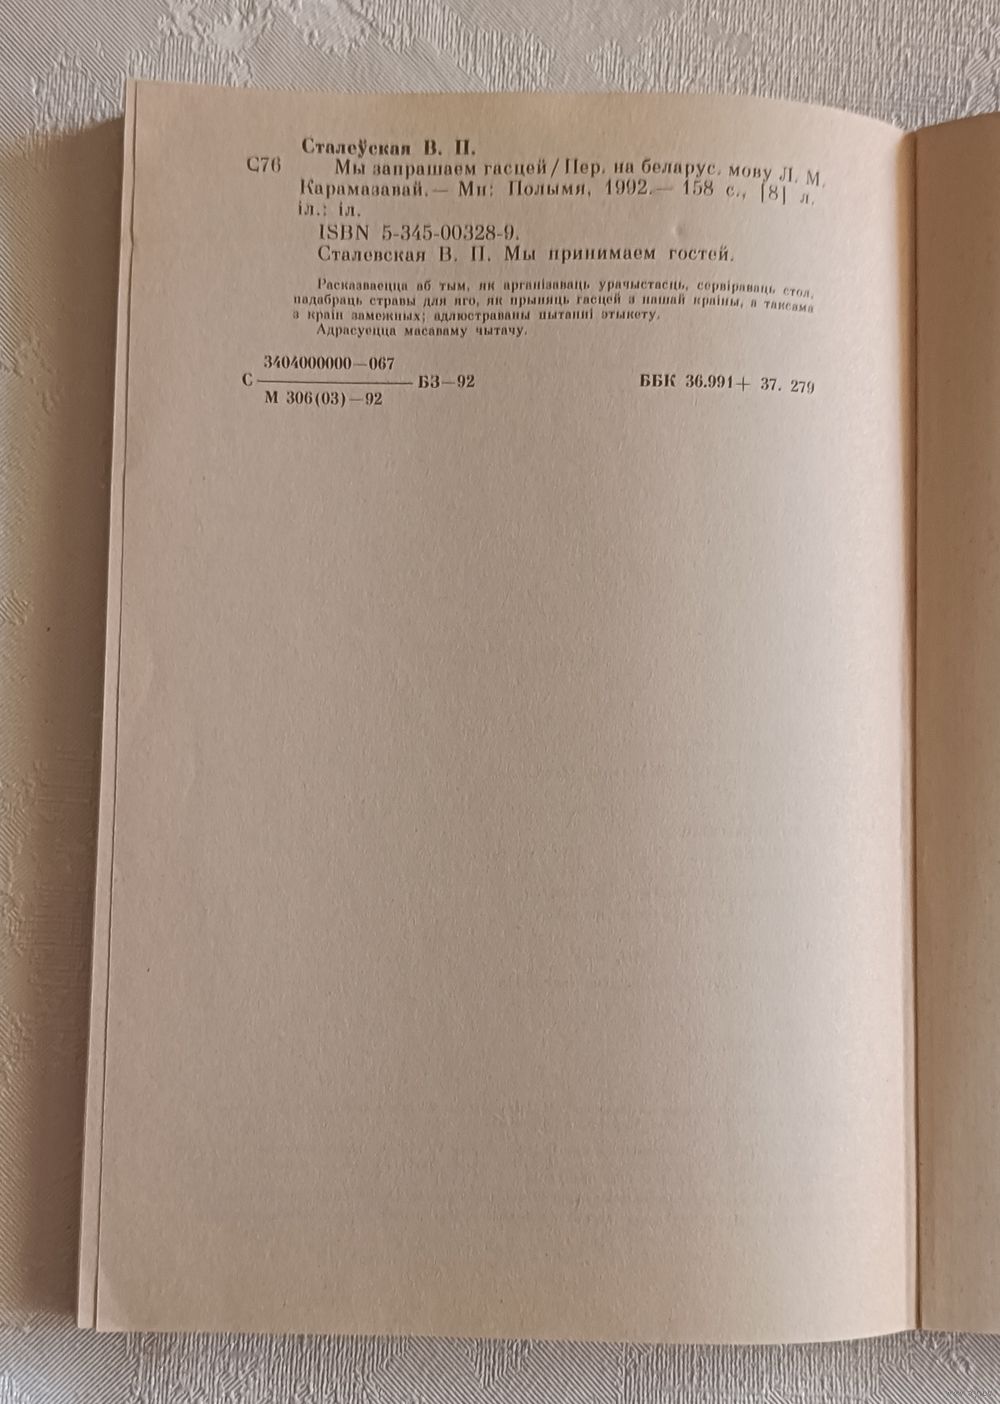 Сталеўская В. П.
С76 Мы запрашаем гасцей / Пер. на беларус. мову Л. М.
Карамазавай.— Мн: Полымя, 1992.— 158 с., [8] л.
іл.: іл.
ISBN 5-345-00328-9.
Сталевская В. П. Мы принимаем гостей.
Расказваецца аб тым, як арганізаваць урачыстасць, сервіраваць стол,
падабраць стравы для яго, як прыняць гасцей з нашай краіны, а таксама
з краін замежных; адлюстраваны пытанні этыкету.
Адрасуецца масаваму чытачу.
3404000000—067
С БЗ—92 ББК 36.991+ 37. 279
М 306(03)—92